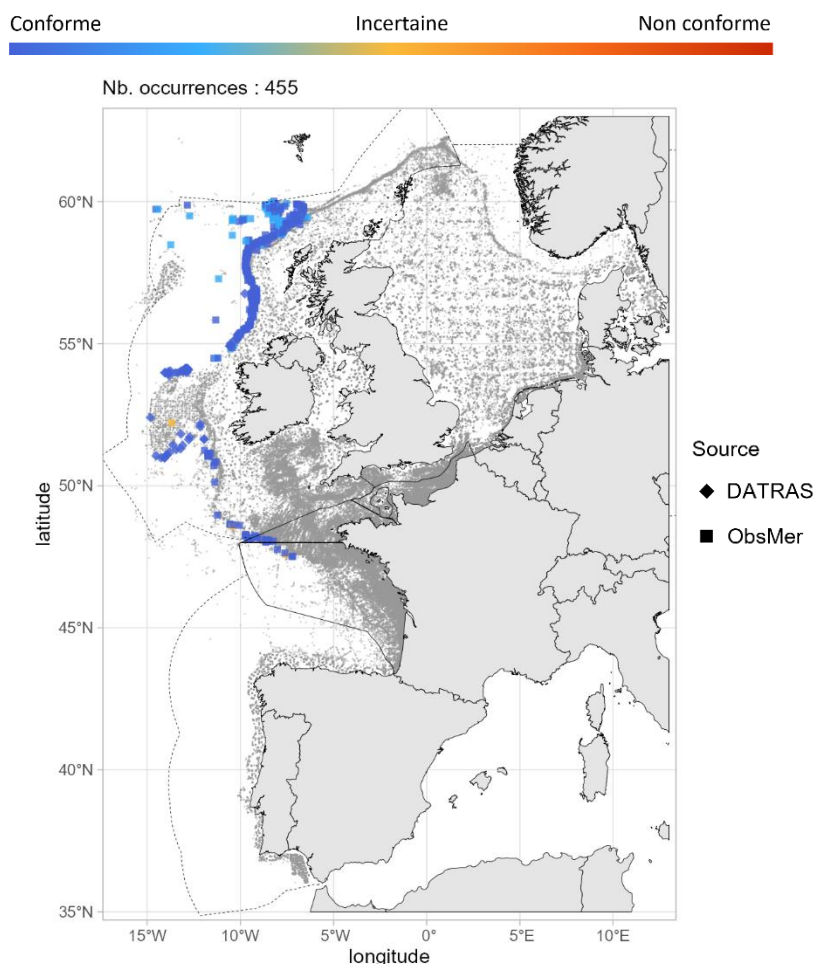 Conforme Incertaine Non conforme
Nb. occurrences : 455
60°N
55°N
50°N
45°N
40°N
35°N
latitude
15°W 10°W 5°W 0° 5°E 10°E
longitude
Source
DATRAS
ObsMer